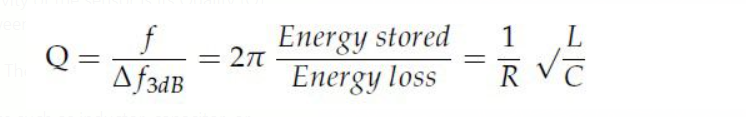 Q = f / Δf3dB = 2π Energy stored / Energy loss = 1 / R √ L / C